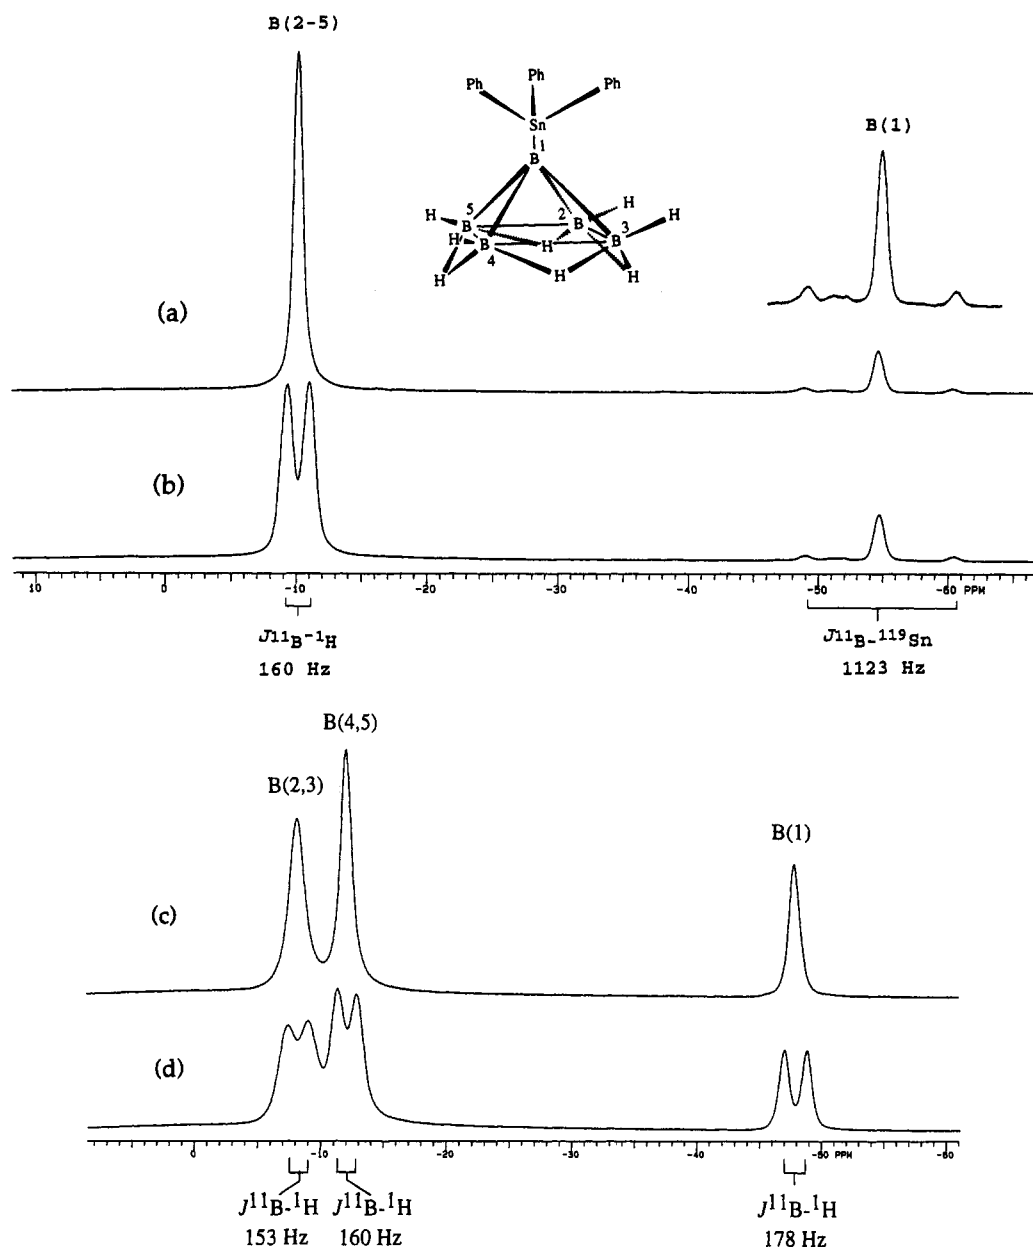 B(2-5)
Ph
Ph
Ph
Sn
1
B
B(1)
5
2
H
H
H
B
B
3
H
B
H
B
4
H
H
H
(a)
(b)
10
0
-10
-20
-30
-40
-50
-60 PPM
J11B-1H
160 Hz
J11B-119Sn
1123 Hz
B(4,5)
B(2,3)
B(1)
(c)
(d)
0
-10
-20
-30
-40
-50 PPM
-60
J11B-1H
J11B-1H
J11B-1H
153 Hz
160 Hz
178 Hz